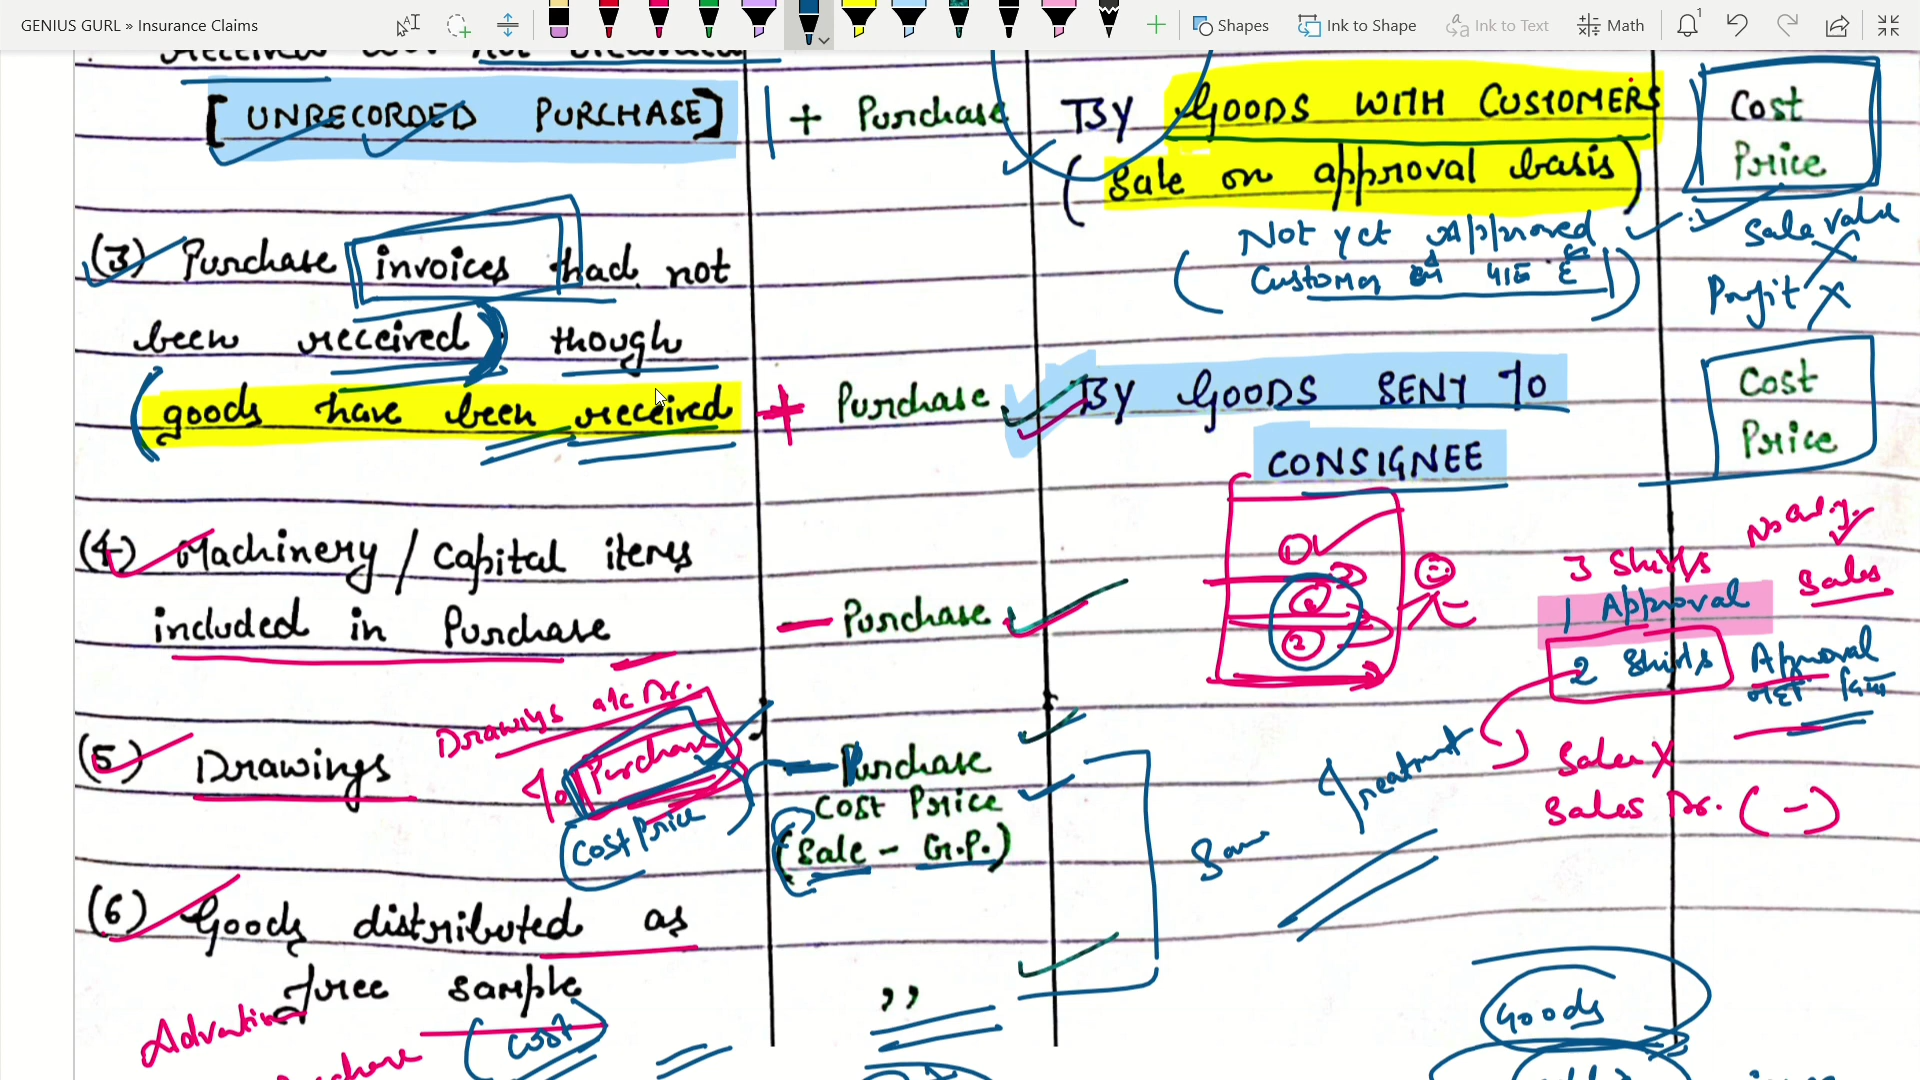 GENIUS GURL » Insurance Claims
Shapes
Ink to Shape
Ink to Text
Math
[UNRECORDED PURCHASE]
+ Purchase
(3) Purchase invoices had not
been received though
(goods have been received
+ Purchase
(4) Machinery / Capital items
included in Purchase
- Purchase
(5) Drawings
Drawings a/c Dr.
To Purchase
(Cost Price
- Purchase
Cost Price
(Sale - G.P.)
(6) Goods distributed as
free sample
(Cost)
,,
By GOODS WITH CUSTOMERS
(Sale on approval basis)
Cost
Price
Not yet Approved
Customer
Sale Value
Profit X
By GOODS SENT TO
CONSIGNEE
Cost
Price
3 Shirts
1 Approval
Sales
2 Shirts
Approval
Sales X
Sales Dr. (-)
Treatment
Goods